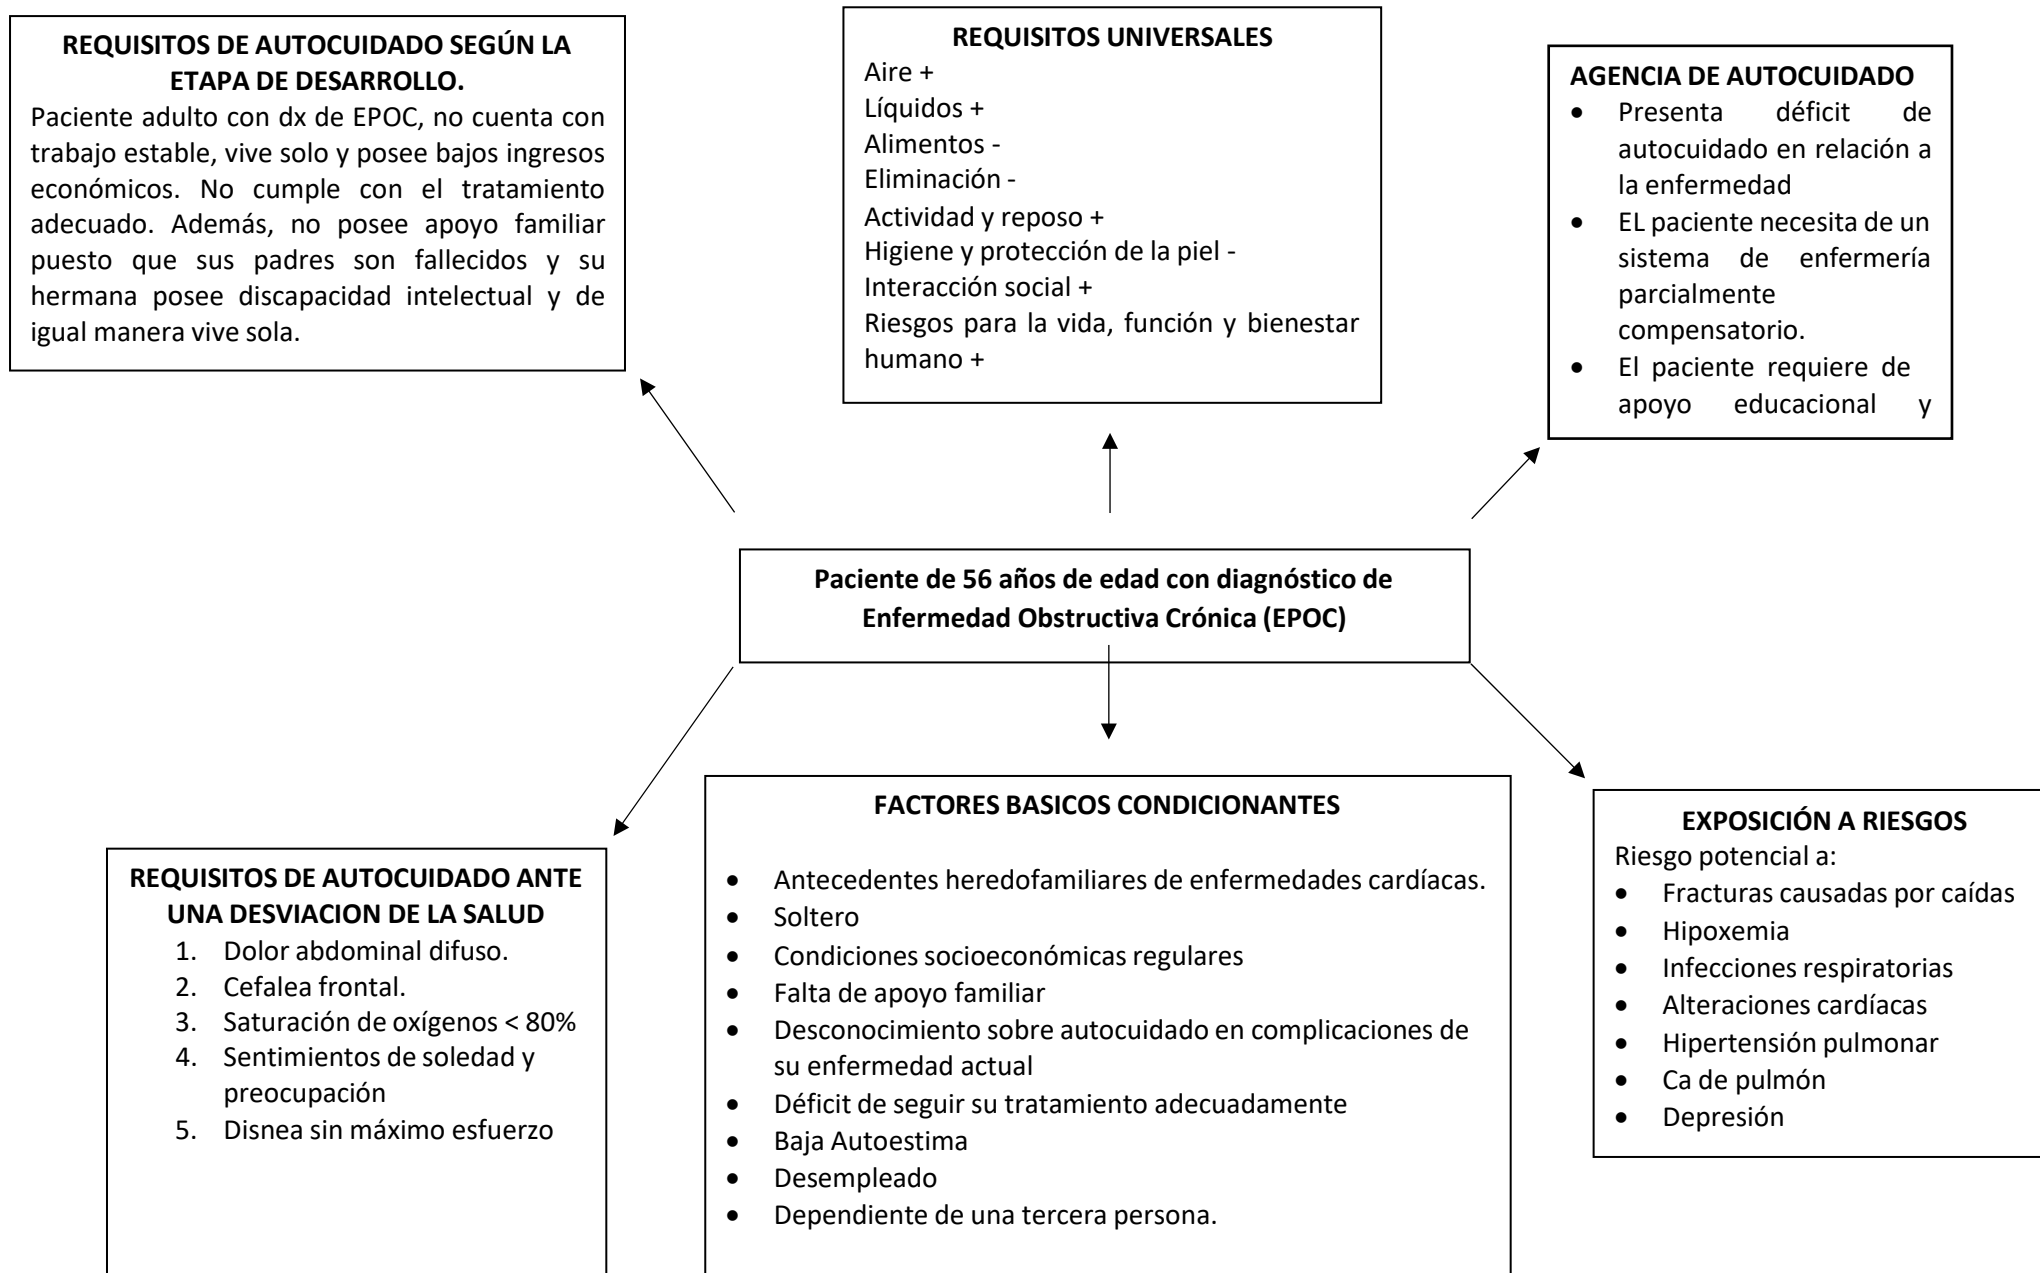 REQUISITOS DE AUTOCUIDADO SEGÚN LA
ETAPA DE DESARROLLO.
Paciente adulto con dx de EPOC, no cuenta con
trabajo estable, vive solo y posee bajos ingresos
económicos. No cumple con el tratamiento
adecuado. Además, no posee apoyo familiar
puesto que sus padres son fallecidos y su
hermana posee discapacidad intelectual y de
igual manera vive sola.
REQUISITOS UNIVERSALES
Aire +
Líquidos +
Alimentos -
Eliminación -
Actividad y reposo +
Higiene y protección de la piel -
Interacción social +
Riesgos para la vida, función y bienestar
humano +
AGENCIA DE AUTOCUIDADO
• Presenta déficit de
autocuidado en relación a
la enfermedad
• EL paciente necesita de un
sistema de enfermería
parcialmente
compensatorio.
• El paciente requiere de
apoyo educacional y
Paciente de 56 años de edad con diagnóstico de
Enfermedad Obstructiva Crónica (EPOC)
REQUISITOS DE AUTOCUIDADO ANTE
UNA DESVIACION DE LA SALUD
1. Dolor abdominal difuso.
2. Cefalea frontal.
3. Saturación de oxígenos < 80%
4. Sentimientos de soledad y
preocupación
5. Disnea sin máximo esfuerzo
FACTORES BASICOS CONDICIONANTES
• Antecedentes heredofamiliares de enfermedades cardíacas.
• Soltero
• Condiciones socioeconómicas regulares
• Falta de apoyo familiar
• Desconocimiento sobre autocuidado en complicaciones de
su enfermedad actual
• Déficit de seguir su tratamiento adecuadamente
• Baja Autoestima
• Desempleado
• Dependiente de una tercera persona.
EXPOSICIÓN A RIESGOS
Riesgo potencial a:
• Fracturas causadas por caídas
• Hipoxemia
• Infecciones respiratorias
• Alteraciones cardíacas
• Hipertensión pulmonar
• Ca de pulmón
• Depresión